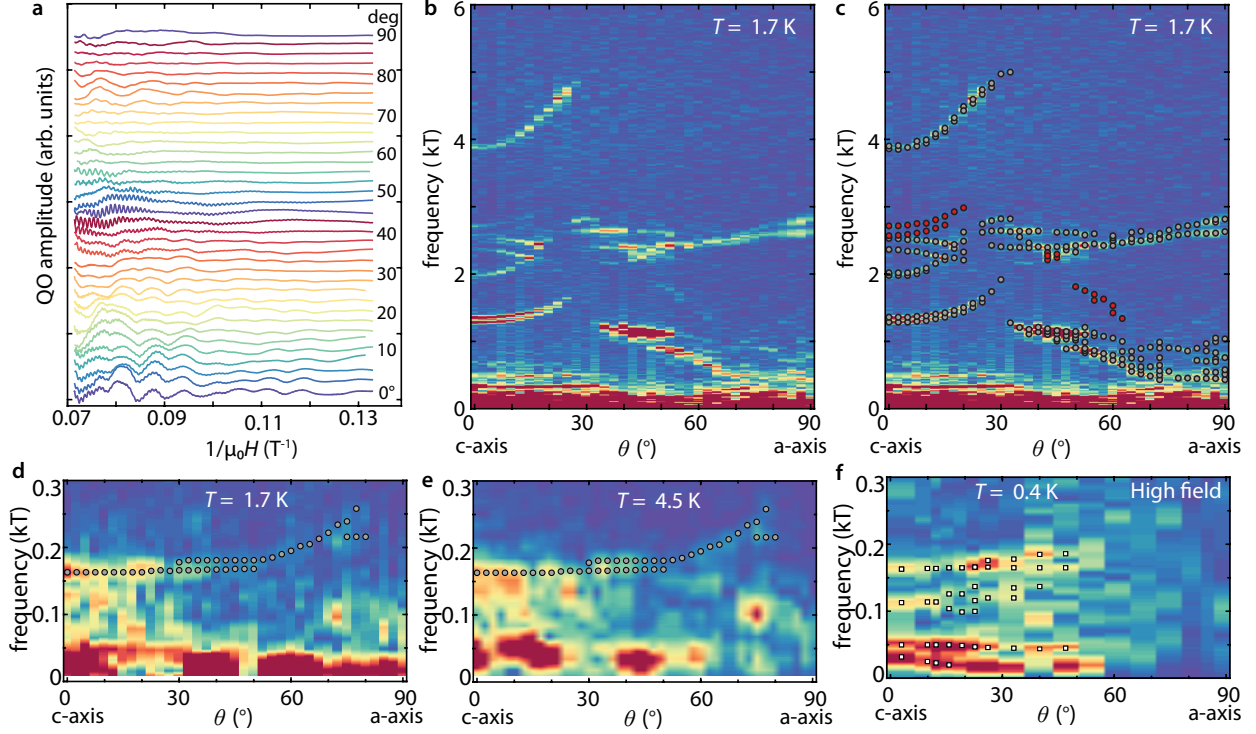 a
deg
90
80
70
60
50
40
30
20
10
0°
QO amplitude (arb. units)
0.07
0.09
0.11
0.13
1/μ₀H (T⁻¹)
b
T = 1.7 K
6
4
2
0
frequency ( kT)
0
30
60
90
c-axis
θ (°)
a-axis
c
T = 1.7 K
6
4
2
0
frequency ( kT)
0
30
60
90
c-axis
θ (°)
a-axis
d
T = 1.7 K
0.3
0.2
0.1
0
frequency (kT)
0
30
60
90
c-axis
θ (°)
a-axis
e
T = 4.5 K
0.3
0.2
0.1
0
frequency (kT)
0
30
60
90
c-axis
θ (°)
a-axis
f
T = 0.4 K
High field
0.3
0.2
0.1
0
frequency (kT)
0
30
60
90
c-axis
θ (°)
a-axis